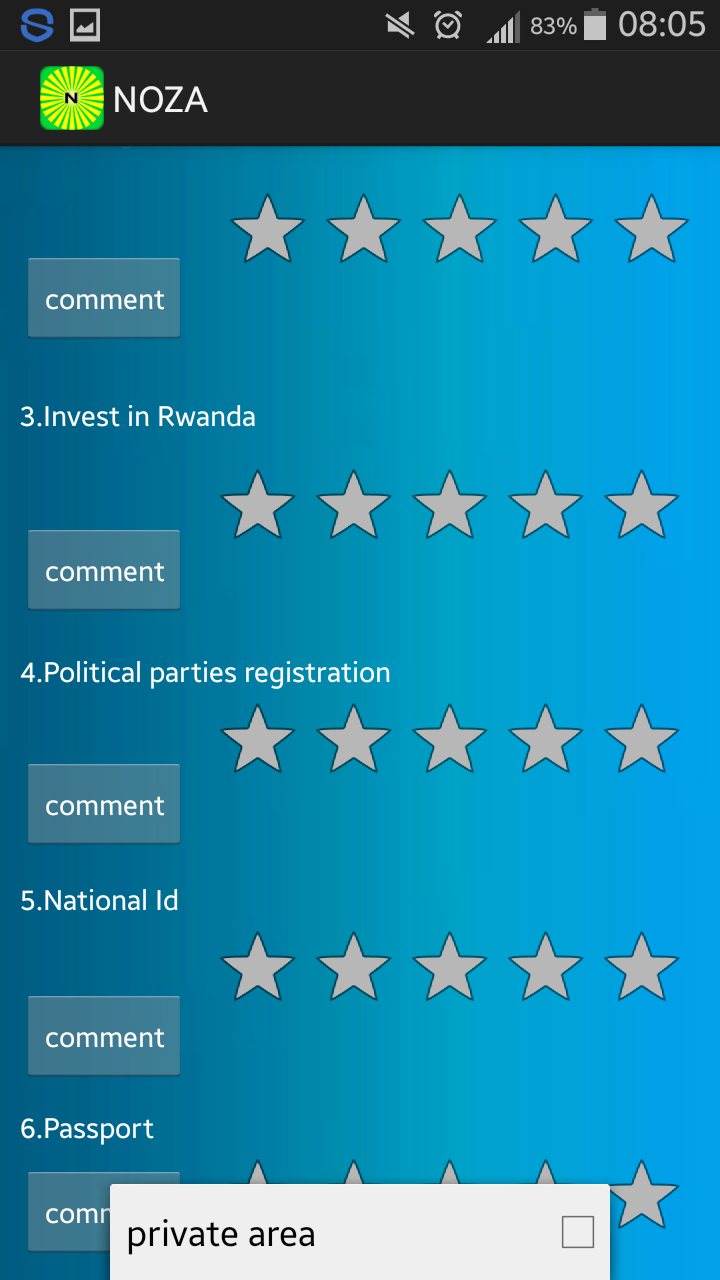 83% 08:05
N NOZA
comment
3.Invest in Rwanda
comment
4.Political parties registration
comment
5.National Id
comment
6.Passport
comm
private area